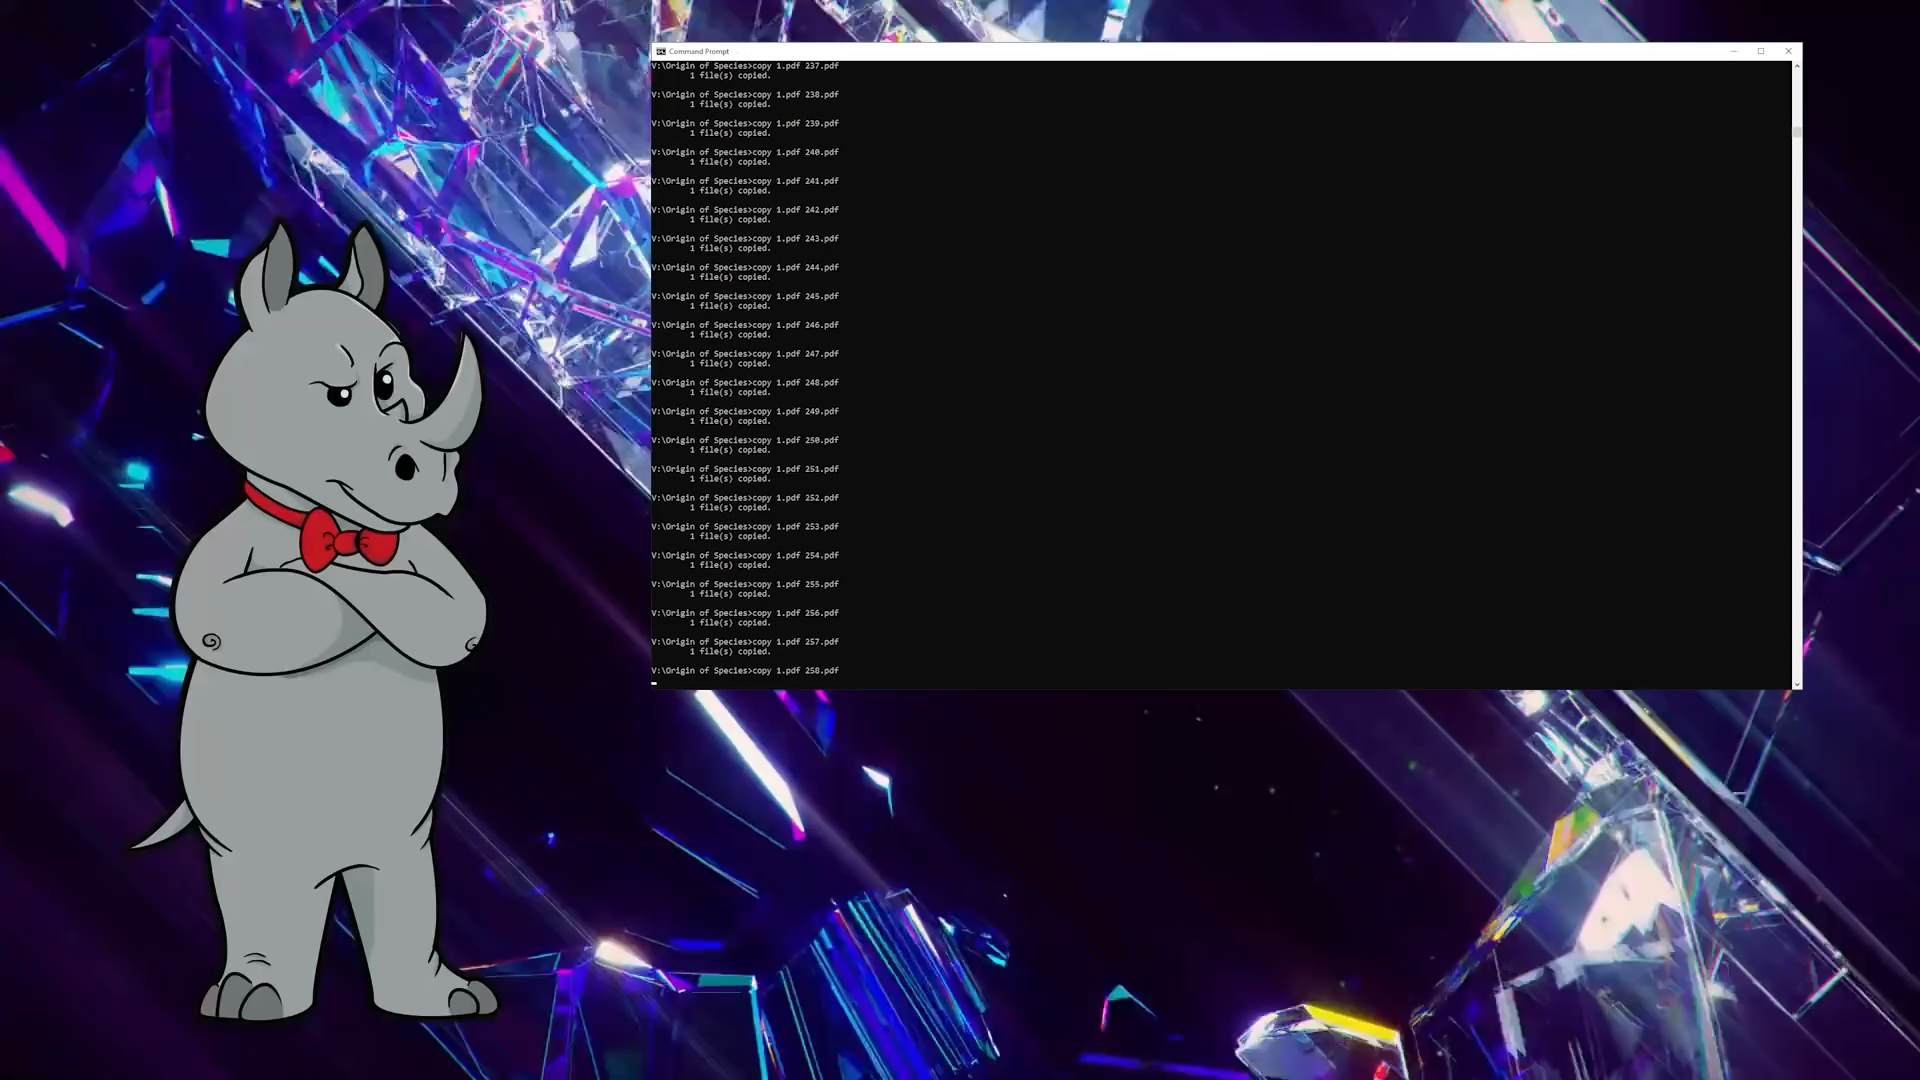 Command Prompt
V:\Origin of Species>copy 1.pdf 237.pdf
1 file(s) copied.
V:\Origin of Species>copy 1.pdf 238.pdf
1 file(s) copied.
V:\Origin of Species>copy 1.pdf 239.pdf
1 file(s) copied.
V:\Origin of Species>copy 1.pdf 240.pdf
1 file(s) copied.
V:\Origin of Species>copy 1.pdf 241.pdf
1 file(s) copied.
V:\Origin of Species>copy 1.pdf 242.pdf
1 file(s) copied.
V:\Origin of Species>copy 1.pdf 243.pdf
1 file(s) copied.
V:\Origin of Species>copy 1.pdf 244.pdf
1 file(s) copied.
V:\Origin of Species>copy 1.pdf 245.pdf
1 file(s) copied.
V:\Origin of Species>copy 1.pdf 246.pdf
1 file(s) copied.
V:\Origin of Species>copy 1.pdf 247.pdf
1 file(s) copied.
V:\Origin of Species>copy 1.pdf 248.pdf
1 file(s) copied.
V:\Origin of Species>copy 1.pdf 249.pdf
1 file(s) copied.
V:\Origin of Species>copy 1.pdf 250.pdf
1 file(s) copied.
V:\Origin of Species>copy 1.pdf 251.pdf
1 file(s) copied.
V:\Origin of Species>copy 1.pdf 252.pdf
1 file(s) copied.
V:\Origin of Species>copy 1.pdf 253.pdf
1 file(s) copied.
V:\Origin of Species>copy 1.pdf 254.pdf
1 file(s) copied.
V:\Origin of Species>copy 1.pdf 255.pdf
1 file(s) copied.
V:\Origin of Species>copy 1.pdf 256.pdf
1 file(s) copied.
V:\Origin of Species>copy 1.pdf 257.pdf
1 file(s) copied.
V:\Origin of Species>copy 1.pdf 258.pdf